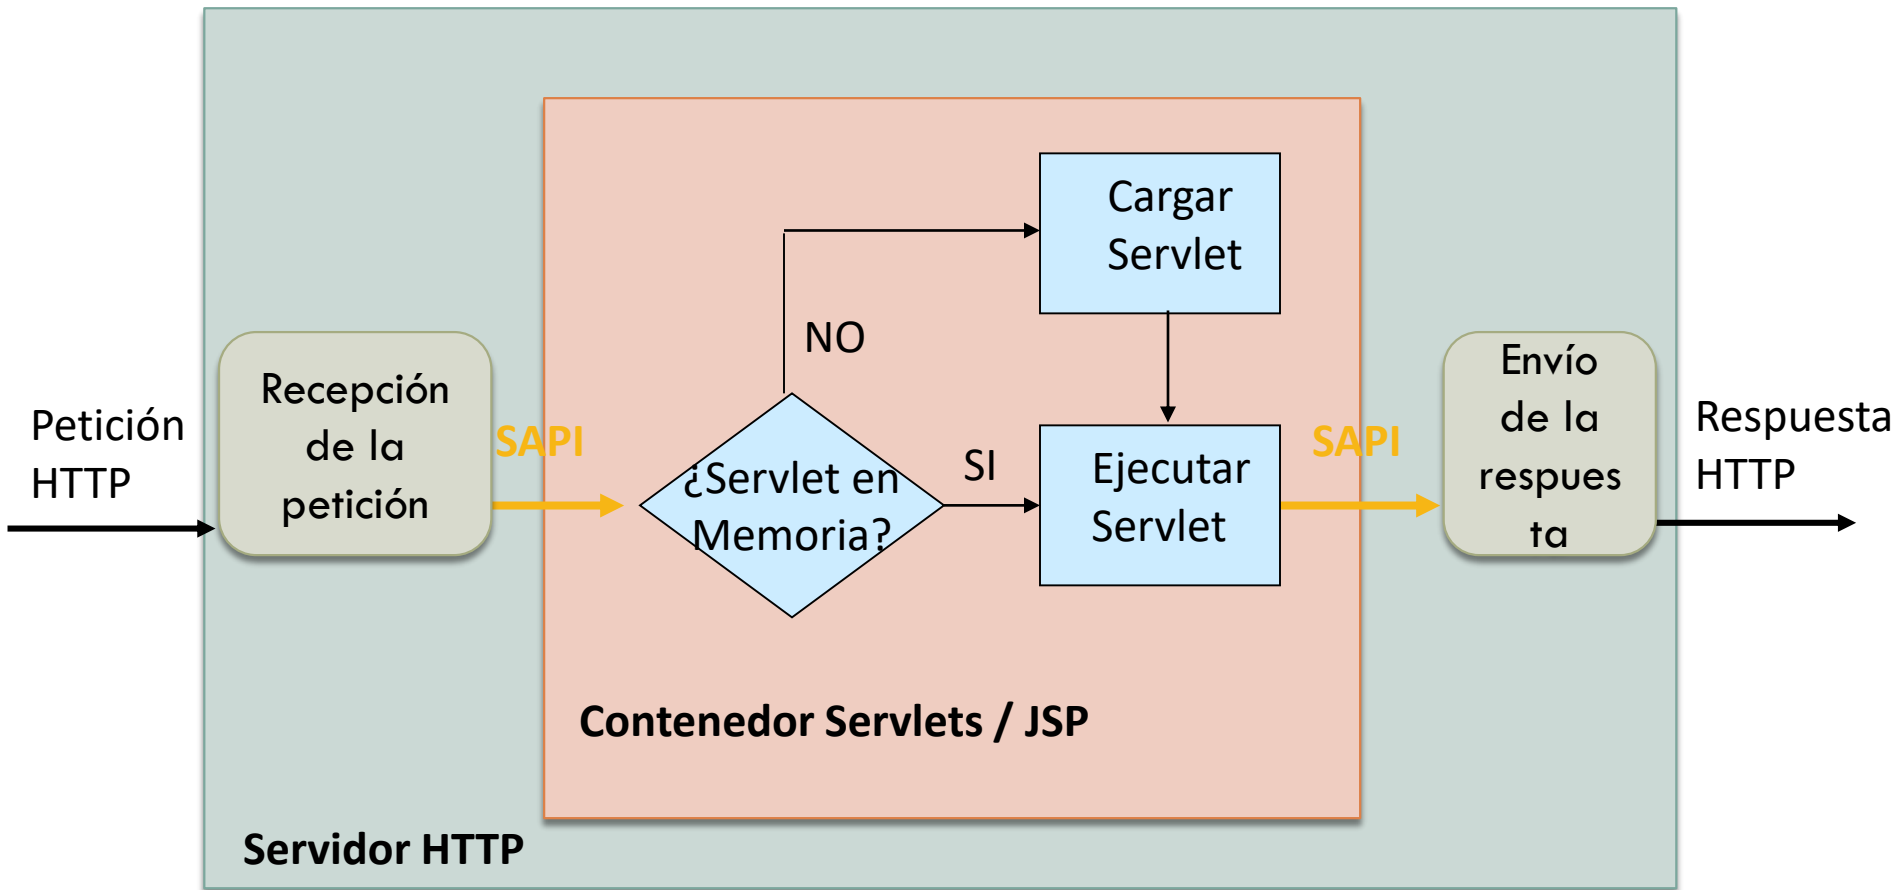 Petición
HTTP
Recepción
de la
petición
SAPI
¿Servlet en
Memoria?
NO
SI
Cargar
Servlet
Ejecutar
Servlet
SAPI
Envío
de la
respues
ta
Respuesta
HTTP
Contenedor Servlets / JSP
Servidor HTTP